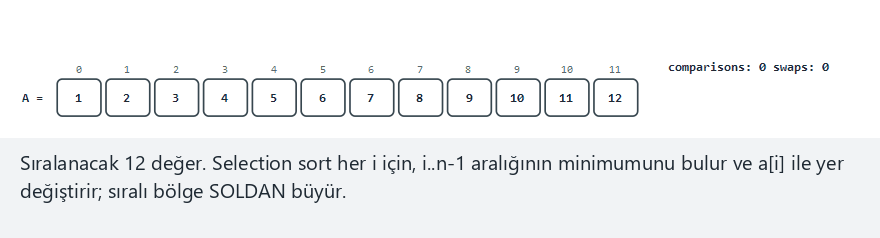 0 1 2 3 4 5 6 7 8 9 10 11
comparisons: 0 swaps: 0
A = 1 2 3 4 5 6 7 8 9 10 11 12
Sıralanacak 12 değer. Selection sort her i için, i..n-1 aralığının minimumunu bulur ve a[i] ile yer
değiştirir; sıralı bölge SOLDAN büyür.